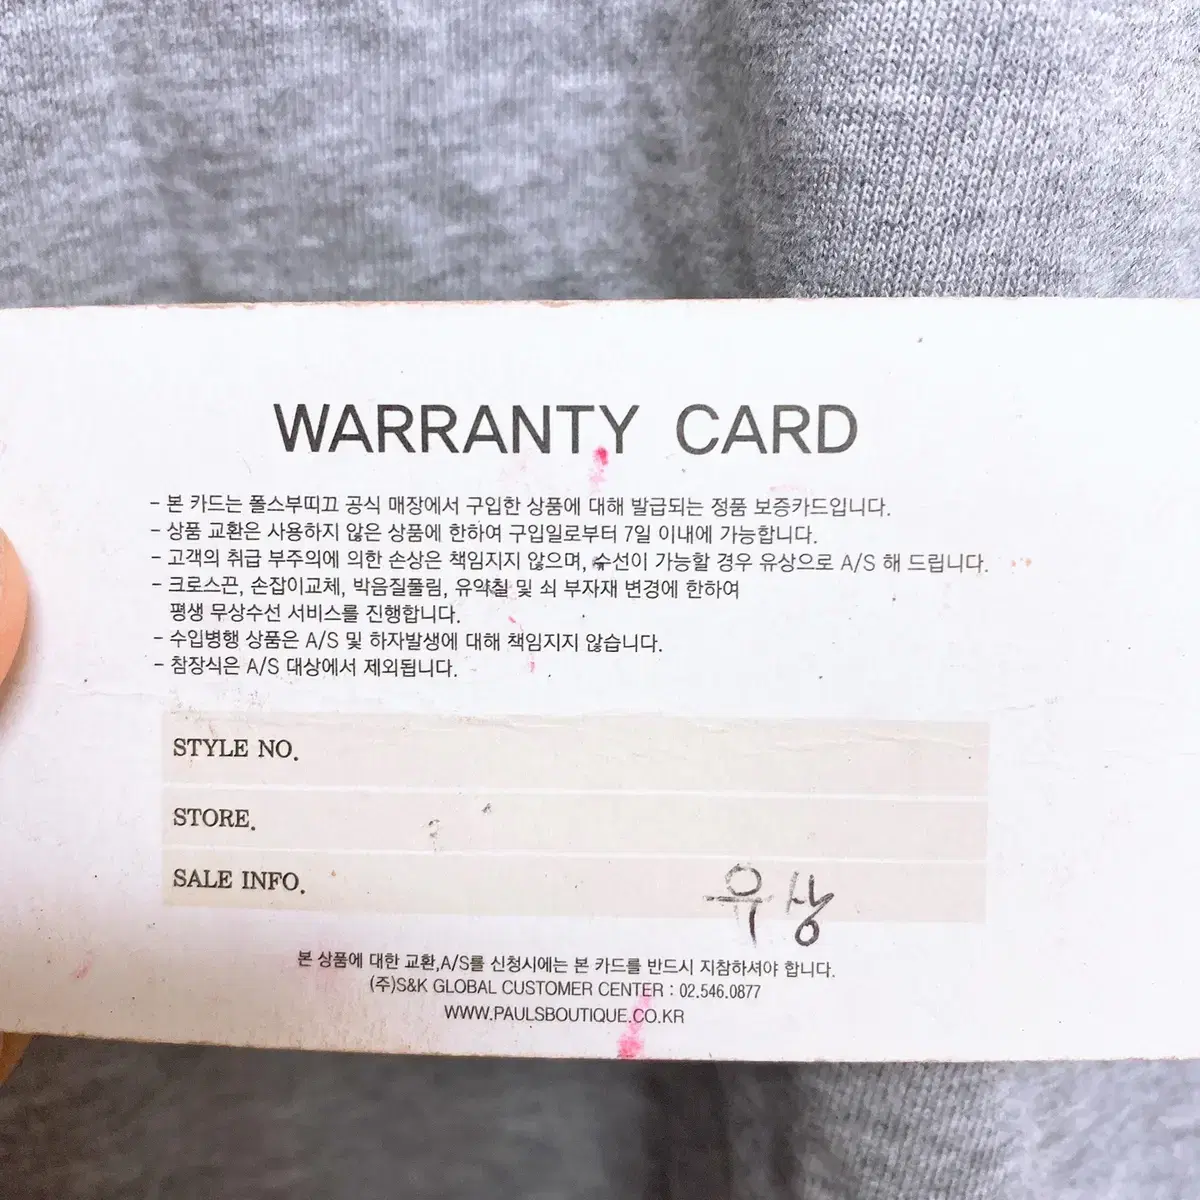 WARRANTY CARD
- 본 카드는 폴스부띠끄 공식 매장에서 구입한 상품에 대해 발급되는 정품 보증카드입니다.
- 상품 교환은 사용하지 않은 상품에 한하여 구입일로부터 7일 이내에 가능합니다.
- 고객의 취급 부주의에 의한 손상은 책임지지 않으며, 수선이 가능할 경우 유상으로 A/S 해 드립니다.
- 크로스끈, 손잡이교체, 박음질풀림, 유약칠 및 쇠 부자재 변경에 한하여
평생 무상수선 서비스를 진행합니다.
- 수입병행 상품은 A/S 및 하자발생에 대해 책임지지 않습니다.
- 참장식은 A/S 대상에서 제외됩니다.
STYLE NO.
STORE.
SALE INFO.
유상
본 상품에 대한 교환,A/S를 신청시에는 본 카드를 반드시 지참하셔야 합니다.
(주)S&K GLOBAL CUSTOMER CENTER : 02.546.0877
WWW.PAULSBOUTIQUE.CO.KR